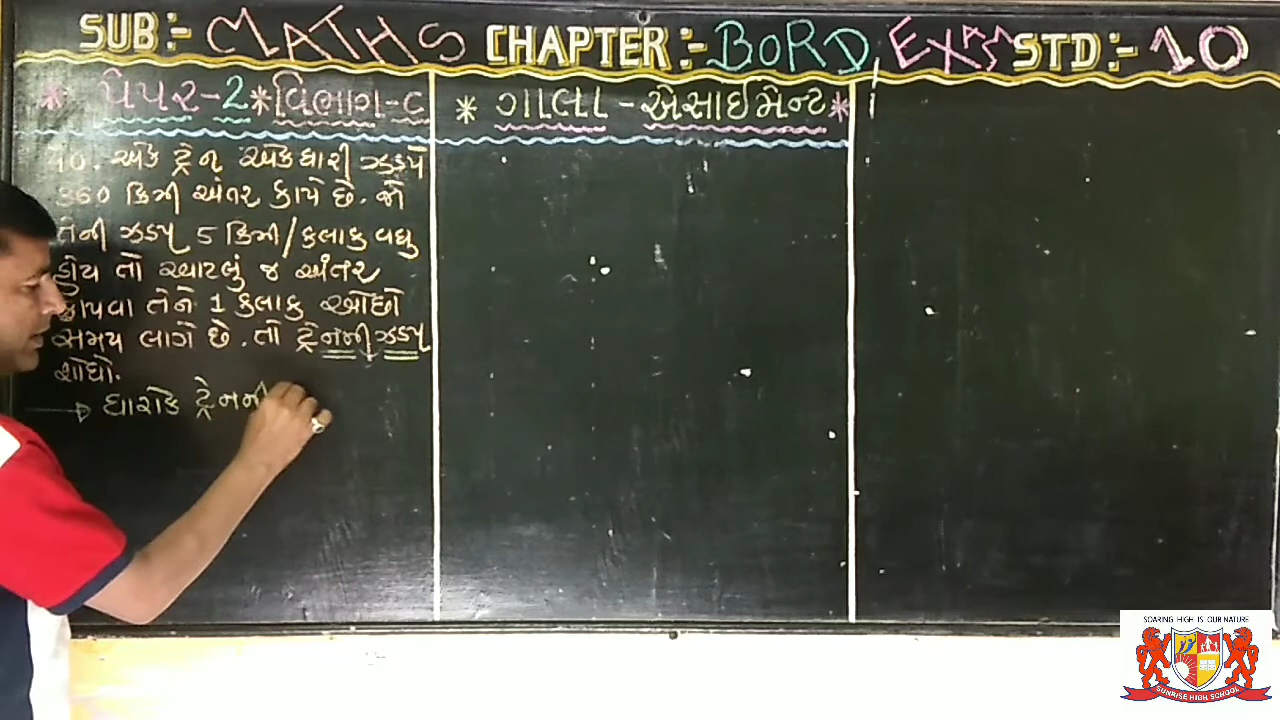 SUB:- MATHS CHAPTER:- BORD EXAM STD:- 10
* પેપર-2 * વિભાગ-C
* ગાલા - એસાઈમેન્ટ *
40. એક ટ્રેન એકધારી ઝડપે
360 કિમી અંતર કાપે છે. જો
તેની ઝડપ 5 કિમી/કલાક વધુ
હોય તો આટલું જ અંતર
કાપવા તેને 1 કલાક ઓછો
સમય લાગે છે. તો ટ્રેનની ઝડપ
શોધો.
→ ધારોકે ટ્રેનની
SOARING HIGH IS OUR NATURE
SUNRISE HIGH SCHOOL